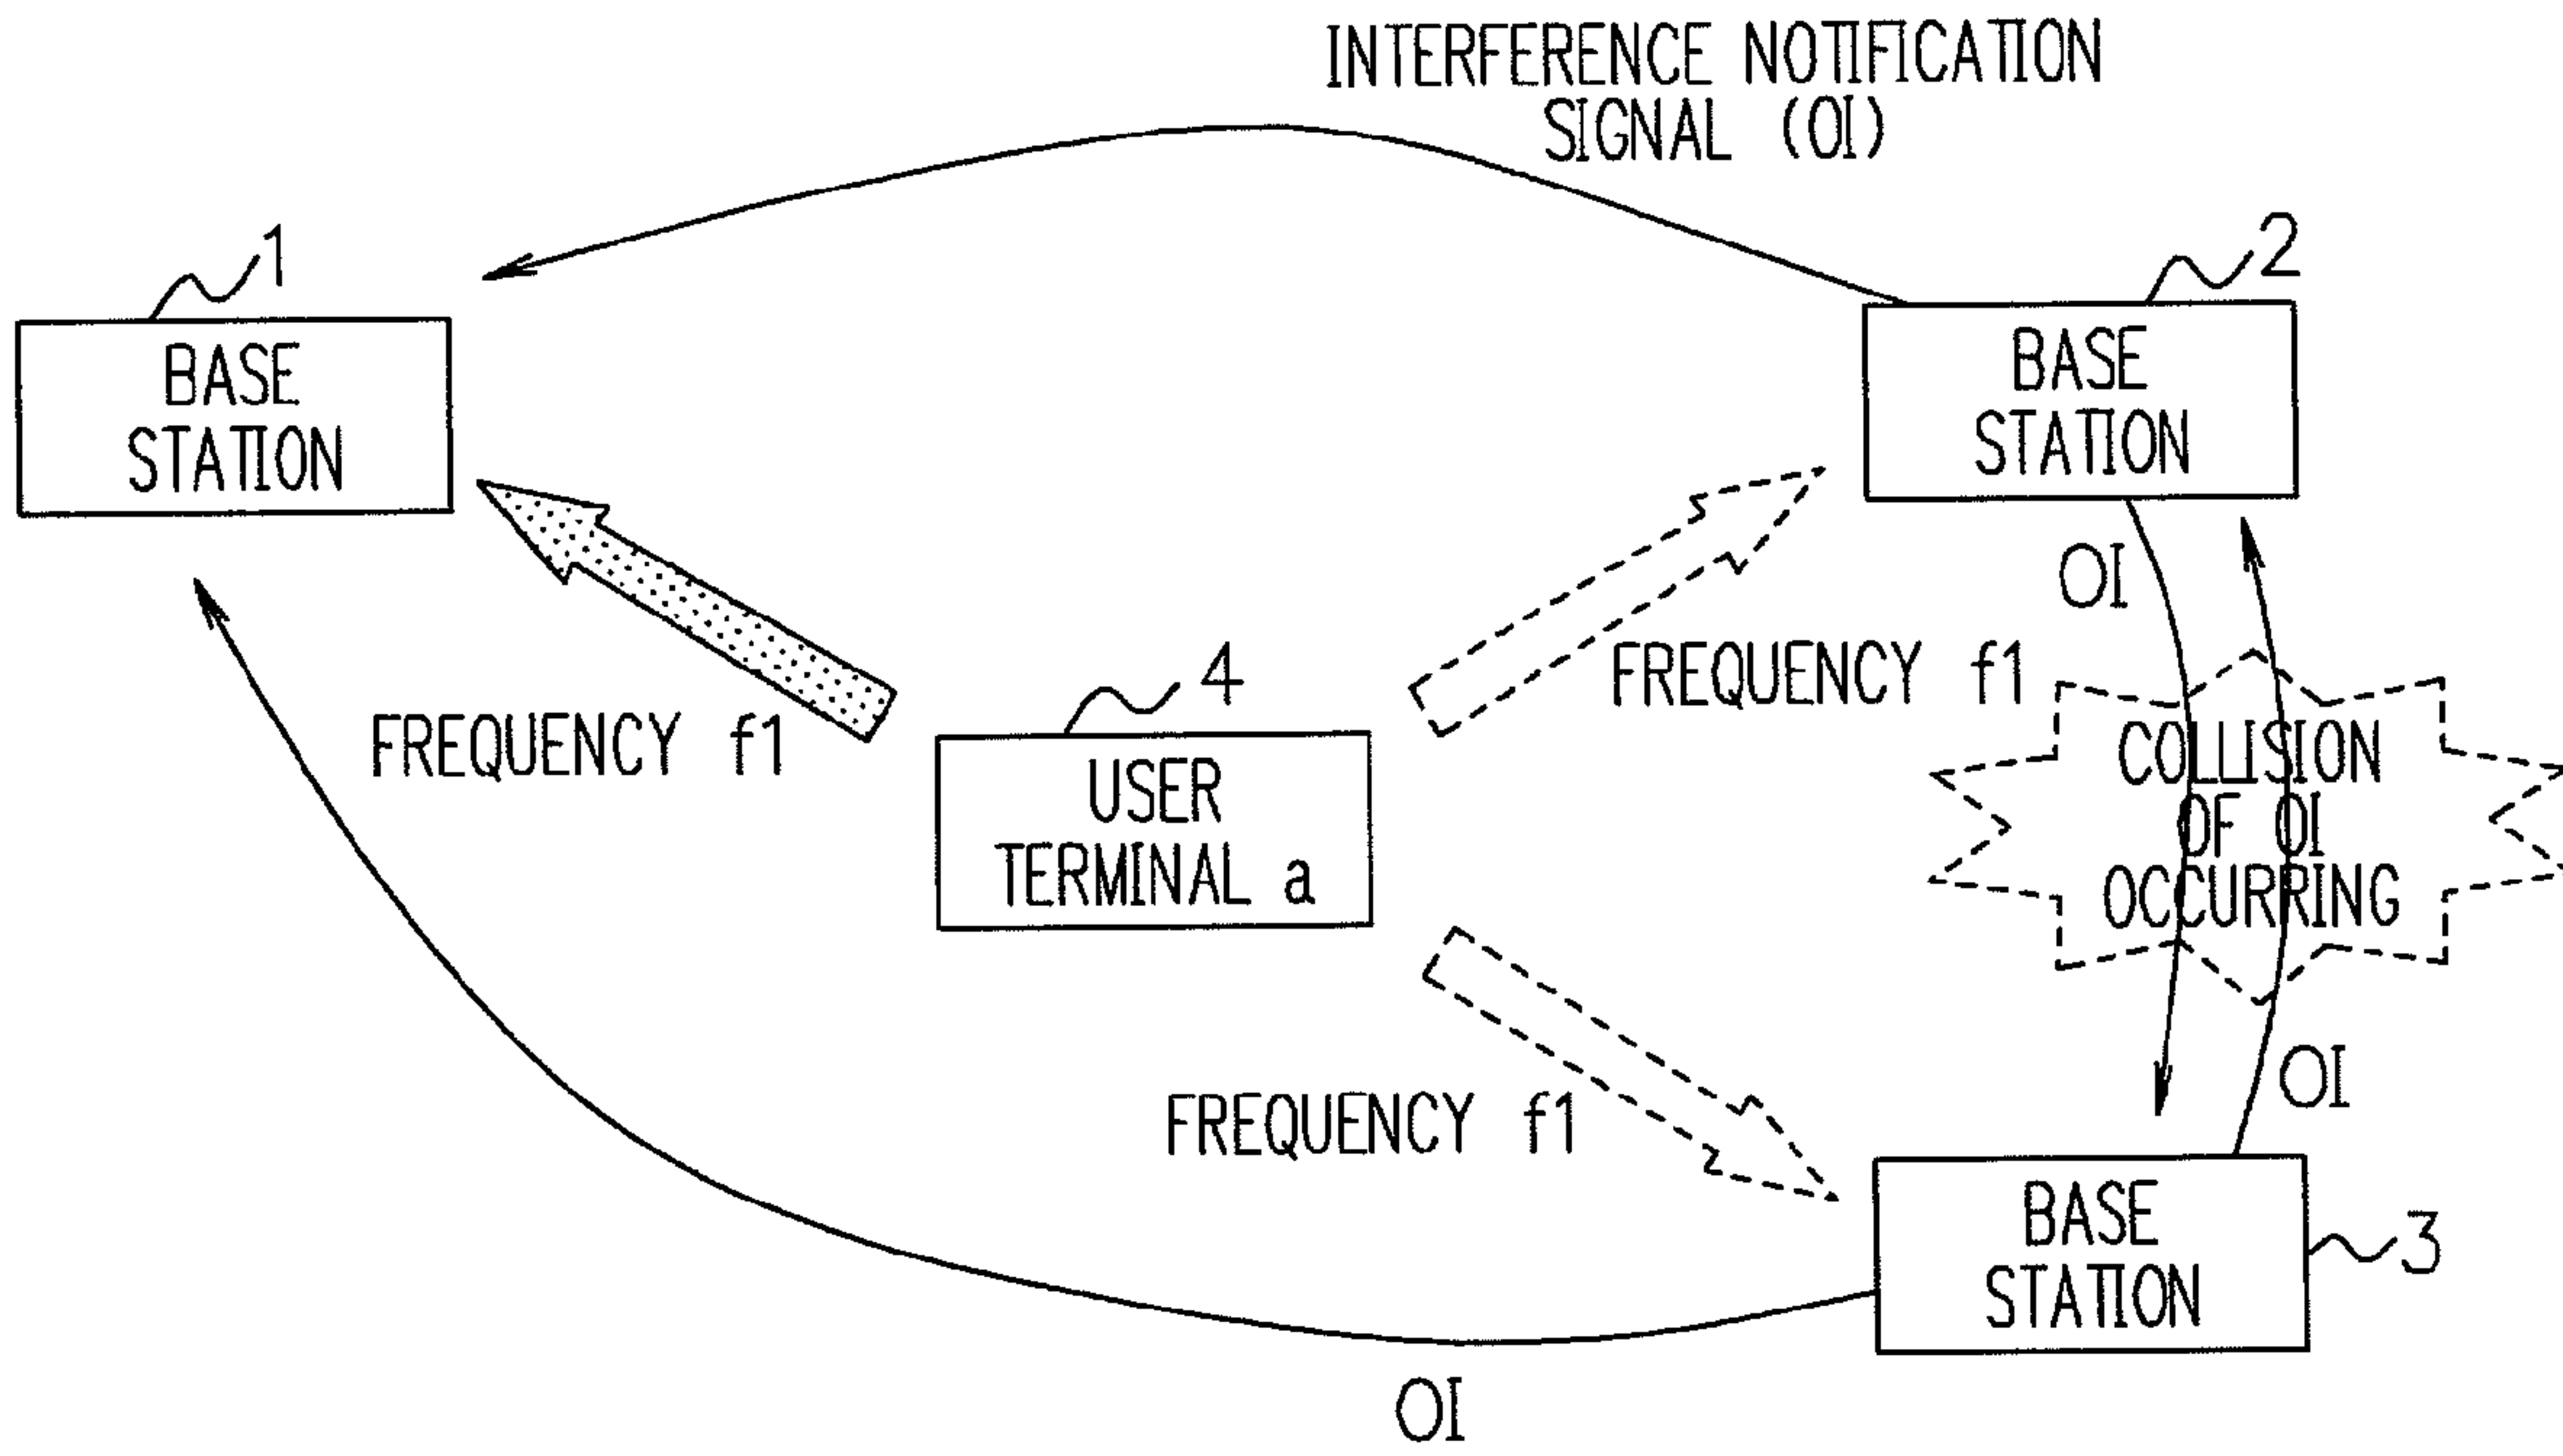 INTERFERENCE NOTIFICATION
SIGNAL (OI)
1
BASE
STATION
2
BASE
STATION
OI
FREQUENCY f1
FREQUENCY f1
4
USER
TERMINAL a
COLLISION
OF OI
OCCURRING
OI
FREQUENCY f1
BASE
STATION
3
OI